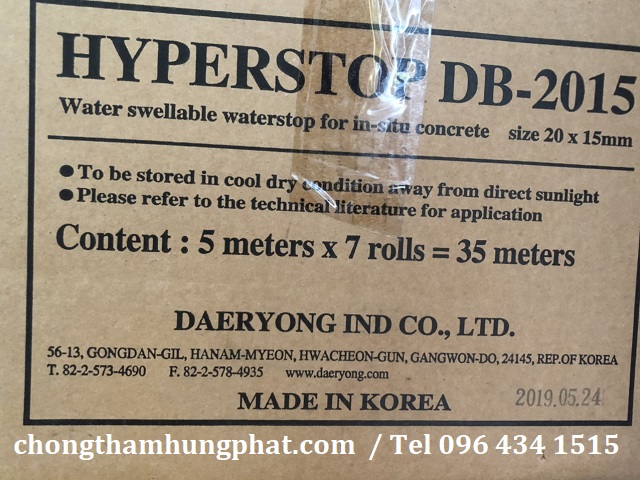 HYPERSTOP DB-2015
Water swellable waterstop for in-situ concrete size 20 x 15mm
● To be stored in cool dry condition away from direct sunlight
● Please refer to the technical literature for application
Content : 5 meters x 7 rolls = 35 meters
DAERYONG IND CO., LTD.
56-13, GONGDAN-GIL, HANAM-MYEON, HWACHEON-GUN, GANGWON-DO, 24145, REP.OF KOREA
T. 82-2-573-4690 F. 82-2-578-4935 www.daeryong.com
MADE IN KOREA 2019.05.24
chongthamhungphat.com / Tel 096 434 1515